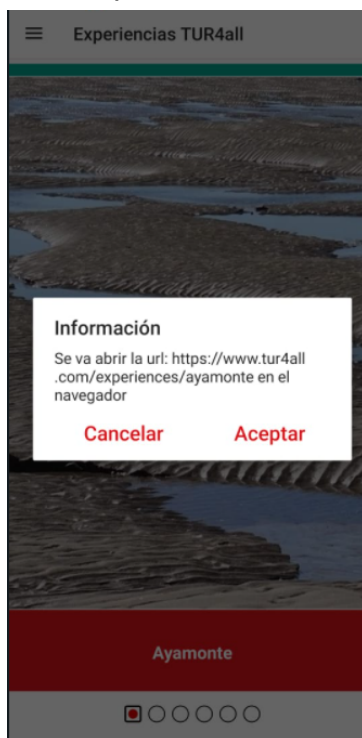 Experiencias TUR4all
Información
Se va abrir la url: https://www.tur4all
.com/experiences/ayamonte en el
navegador
Cancelar Aceptar
Ayamonte